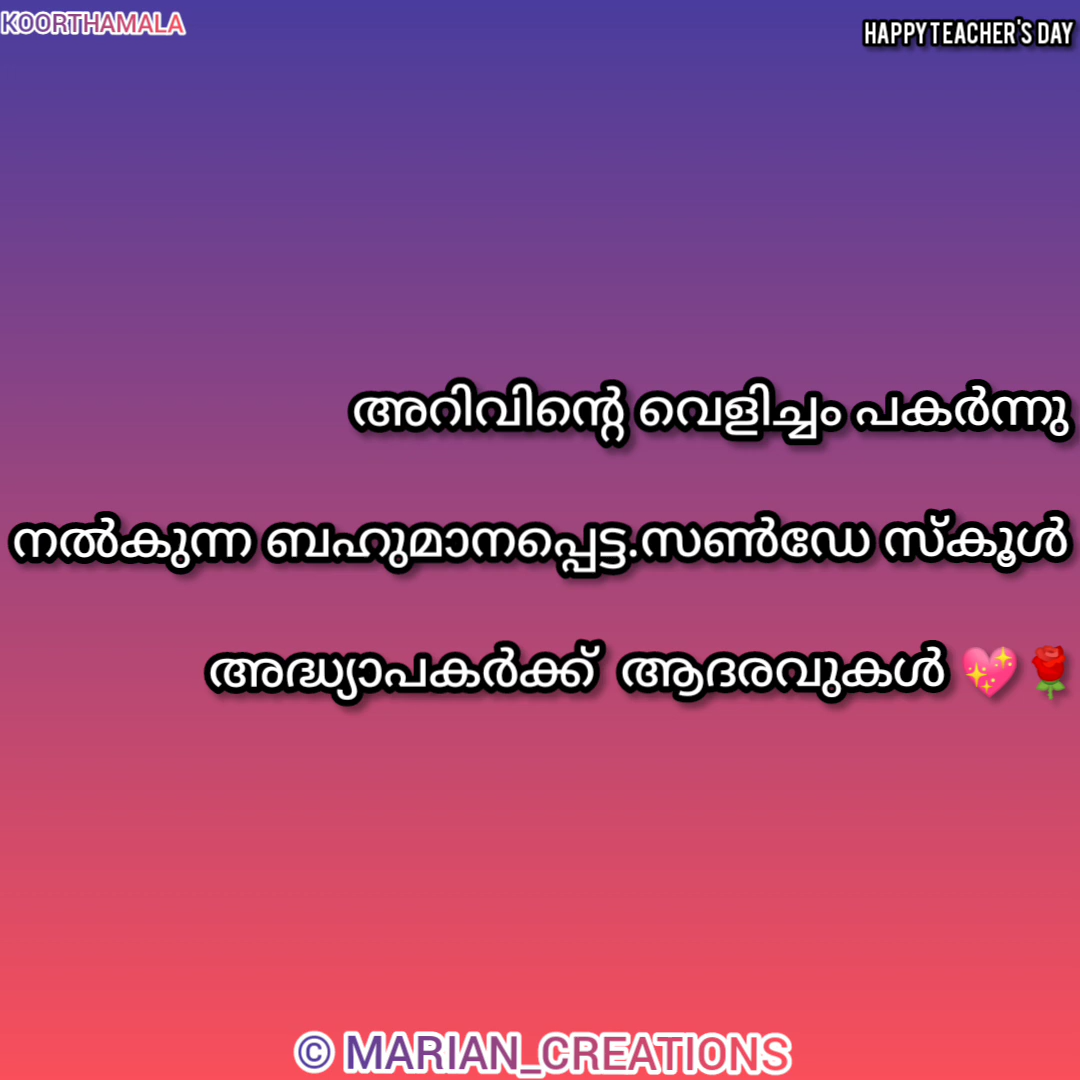 KOORTHAMALA
HAPPY TEACHER'S DAY
അറിവിന്റെ വെളിച്ചം പകർന്നു
നൽകുന്ന ബഹുമാനപ്പെട്ട.സൺഡേ സ്കൂൾ
അദ്ധ്യാപകർക്ക് ആദരവുകൾ 💖🌹
© MARIAN_CREATIONS